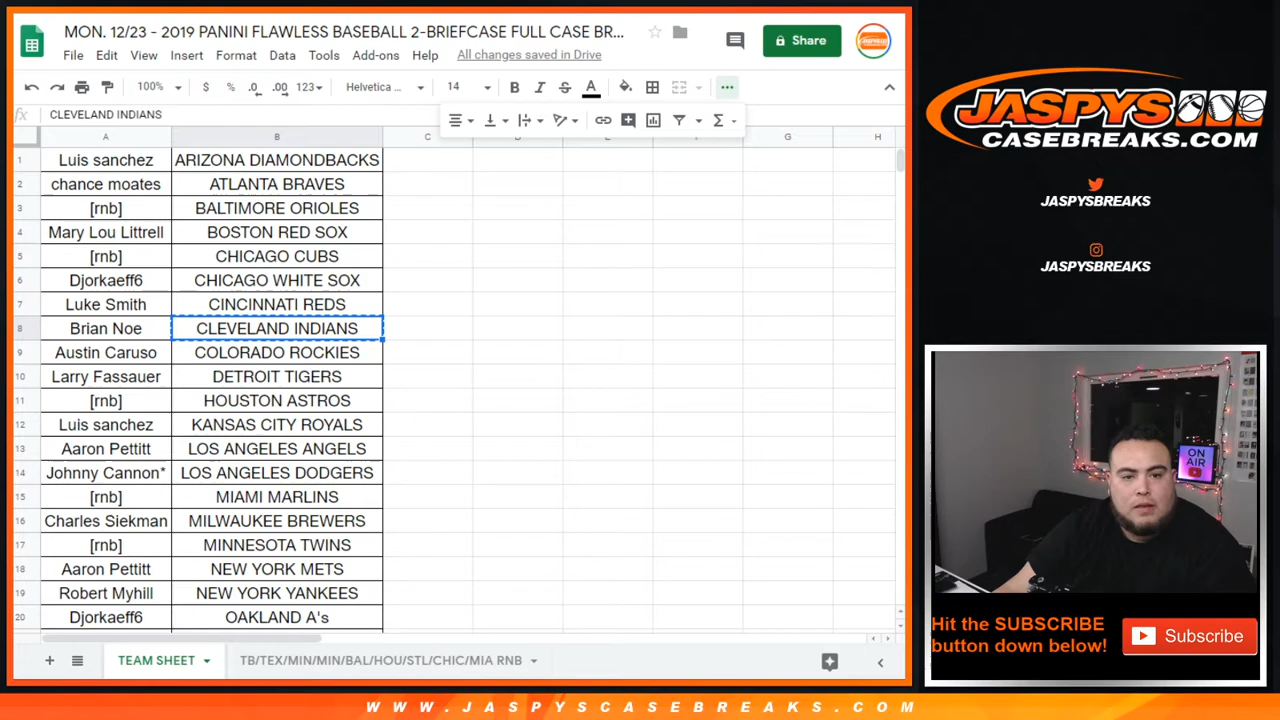 MON. 12/23 - 2019 PANINI FLAWLESS BASEBALL 2-BRIEFCASE FULL CASE BR...
Share
File Edit View Insert Format Data Tools Add-ons Help All changes saved in Drive
100% $ % .0 .00 123 Helvetica ... 14 B I S A
fx CLEVELAND INDIANS
A B C D E F G H
1 Luis sanchez ARIZONA DIAMONDBACKS
2 chance moates ATLANTA BRAVES
3 [rnb] BALTIMORE ORIOLES
4 Mary Lou Littrell BOSTON RED SOX
5 [rnb] CHICAGO CUBS
6 Djorkaeff6 CHICAGO WHITE SOX
7 Luke Smith CINCINNATI REDS
8 Brian Noe CLEVELAND INDIANS
9 Austin Caruso COLORADO ROCKIES
10 Larry Fassauer DETROIT TIGERS
11 [rnb] HOUSTON ASTROS
12 Luis sanchez KANSAS CITY ROYALS
13 Aaron Pettitt LOS ANGELES ANGELS
14 Johnny Cannon* LOS ANGELES DODGERS
15 [rnb] MIAMI MARLINS
16 Charles Siekman MILWAUKEE BREWERS
17 [rnb] MINNESOTA TWINS
18 Aaron Pettitt NEW YORK METS
19 Robert Myhill NEW YORK YANKEES
20 Djorkaeff6 OAKLAND A's
TEAM SHEET TB/TEX/MIN/MIN/BAL/HOU/STL/CHIC/MIA RNB
JASPYS
CASEBREAKS.COM
JASPYSBREAKS
JASPYSBREAKS
ON AIR
Hit the SUBSCRIBE
button down below!
Subscribe
WWW.JASPYSCASEBREAKS.COM